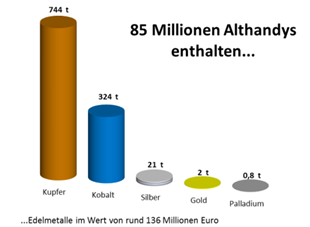 85 Millionen Althandys
enthalten...
744 t
324 t
21 t
2 t
0,8 t
Kupfer
Kobalt
Silber
Gold
Palladium
...Edelmetalle im Wert von rund 136 Millionen Euro